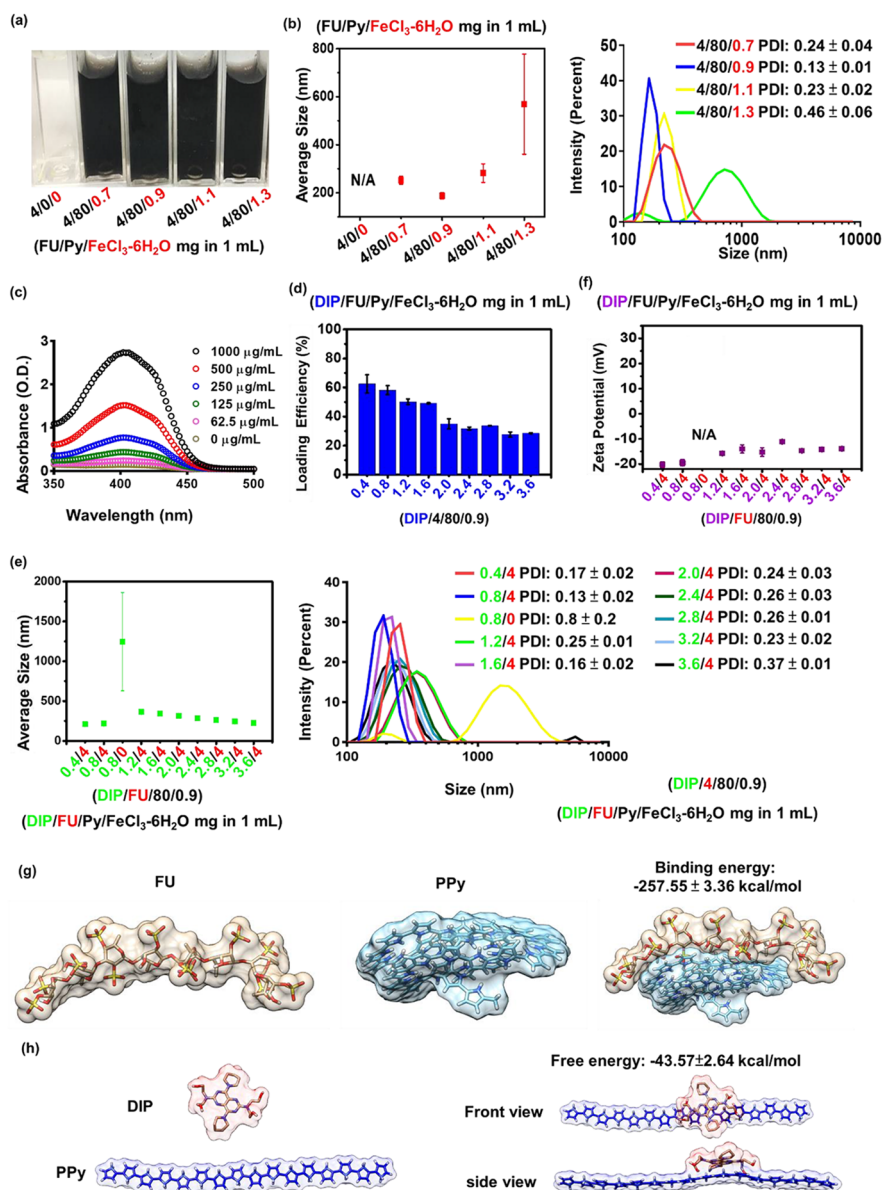 (a)
4/0/0
4/80/0.7
4/80/0.9
4/80/1.1
4/80/1.3
(FU/Py/FeCl₃-6H₂O mg in 1 mL)
(b)
(FU/Py/FeCl₃-6H₂O mg in 1 mL)
Average Size (nm)
800
600
400
200
N/A
4/0/0
4/80/0.7
4/80/0.9
4/80/1.1
4/80/1.3
Intensity (Percent)
50
40
30
20
10
0
4/80/0.7 PDI: 0.24 ± 0.04
4/80/0.9 PDI: 0.13 ± 0.01
4/80/1.1 PDI: 0.23 ± 0.02
4/80/1.3 PDI: 0.46 ± 0.06
100 1000 10000
Size (nm)
(c)
Absorbance (O.D.)
3
2
1
0
1000 μg/mL
500 μg/mL
250 μg/mL
125 μg/mL
62.5 μg/mL
0 μg/mL
350 400 450 500
Wavelength (nm)
(d)
(DIP/FU/Py/FeCl₃-6H₂O mg in 1 mL)
Loading Efficiency (%)
100
80
60
40
20
0
0.4
0.8
1.2
1.6
2.0
2.4
2.8
3.2
3.6
(DIP/4/80/0.9)
(f)
(DIP/FU/Py/FeCl₃-6H₂O mg in 1 mL)
Zeta Potential (mV)
30
20
10
0
-10
-20
N/A
0.4/4
0.8/4
0.8/0
1.2/4
1.6/4
2.0/4
2.4/4
2.8/4
3.2/4
3.6/4
(DIP/FU/80/0.9)
(e)
Average Size (nm)
2000
1750
1500
1250
1000
750
500
250
0
0.4/4
0.8/4
0.8/0
1.2/4
1.6/4
2.0/4
2.4/4
2.8/4
3.2/4
3.6/4
(DIP/FU/80/0.9)
(DIP/FU/Py/FeCl₃-6H₂O mg in 1 mL)
0.4/4 PDI: 0.17 ± 0.02
0.8/4 PDI: 0.13 ± 0.02
0.8/0 PDI: 0.8 ± 0.2
1.2/4 PDI: 0.25 ± 0.01
1.6/4 PDI: 0.16 ± 0.02
2.0/4 PDI: 0.24 ± 0.03
2.4/4 PDI: 0.26 ± 0.03
2.8/4 PDI: 0.26 ± 0.01
3.2/4 PDI: 0.23 ± 0.02
3.6/4 PDI: 0.37 ± 0.01
Intensity (Percent)
40
30
20
10
0
100 1000 10000
Size (nm)
(DIP/4/80/0.9)
(DIP/FU/Py/FeCl₃-6H₂O mg in 1 mL)
(g)
FU
PPy
Binding energy:
-257.55 ± 3.36 kcal/mol
(h)
DIP
PPy
Free energy: -43.57±2.64 kcal/mol
Front view
side view